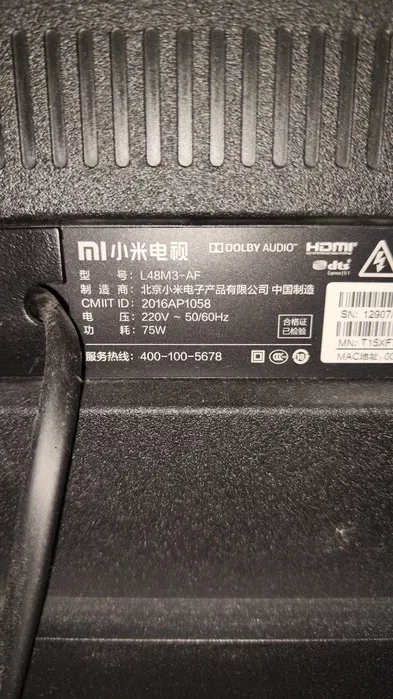 MI 小米电视 DOLBY AUDIO HDMI
dts
型 号: L48M3-AF
制 造 商: 北京小米电子产品有限公司 中国制造
CMIIT ID: 2016AP1058
电 压: 220V ~ 50/60Hz
功 耗: 75W
合格证
已检验
服务热线: 400-100-5678
SN: 12907/
MN: T15XF
MAC地址: 00